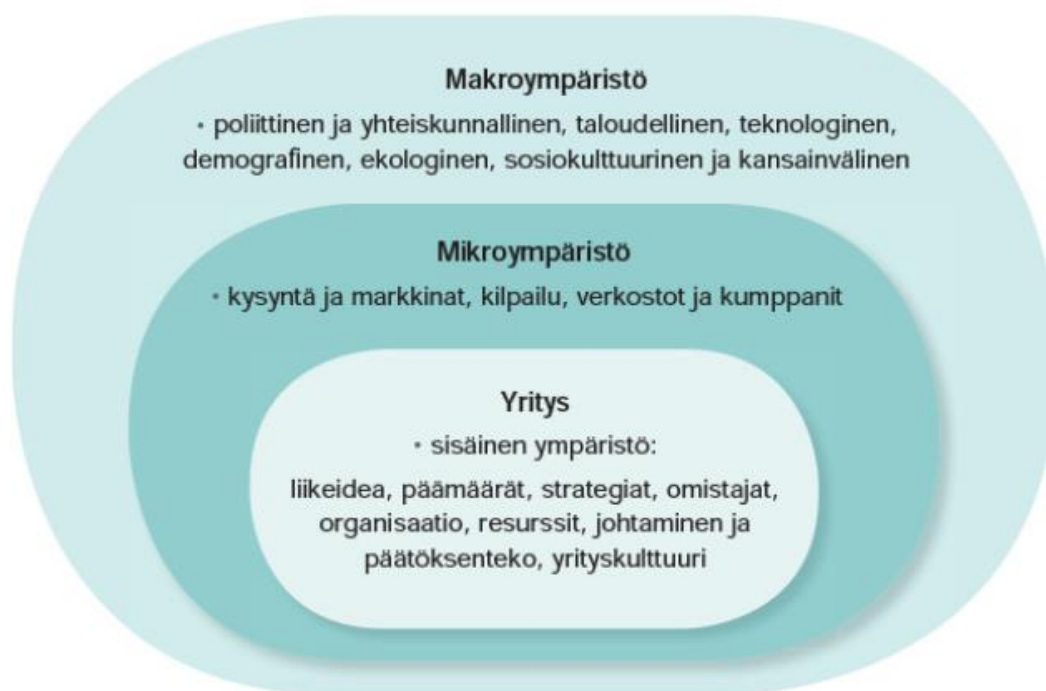 Makroympäristö
• poliittinen ja yhteiskunnallinen, taloudellinen, teknologinen,
demografinen, ekologinen, sosiokulttuurinen ja kansainvälinen
Mikroympäristö
• kysyntä ja markkinat, kilpailu, verkostot ja kumppanit
Yritys
• sisäinen ympäristö:
liikeidea, päämäärät, strategiat, omistajat,
organisaatio, resurssit, johtaminen ja
päätöksenteko, yrityskulttuuri